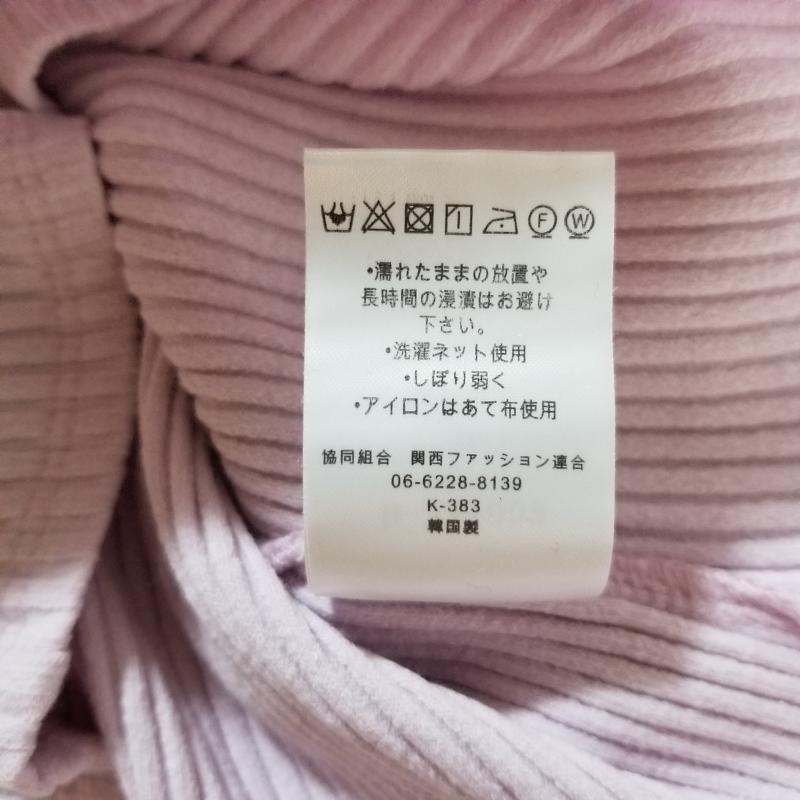 F W
・濡れたままの放置や
長時間の浸漬はお避け
下さい。
・洗濯ネット使用
・しぼり弱く
・アイロンはあて布使用
協同組合 関西ファッション連合
06-6228-8139
K-383
韓国製